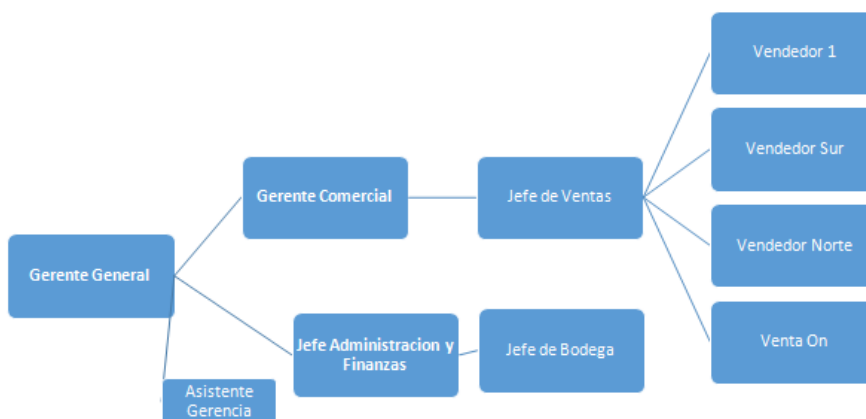 Vendedor 1
Vendedor Sur
Gerente Comercial
Jefe de Ventas
Vendedor Norte
Gerente General
Jefe Administracion y
Finanzas
Jefe de Bodega
Venta On
Asistente
Gerencia